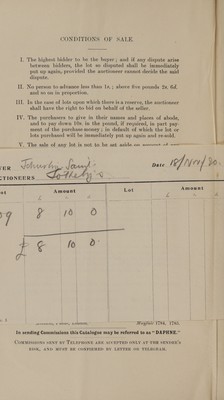 CONDITIONS OF SALE.
I. The highest bidder to be the buyer; and if any dispute arise
between bidders, the lot so disputed shall be immediately
put up again, provided the auctioneer cannot decide the said
dispute.
II. No person to advance less than 1s.; above five pounds 2s. 6d.
and so on in proportion.
III. In the case of lots upon which there is a reserve, the auctioneer
shall have the right to bid on behalf of the seller.
IV. The purchasers to give in their names and places of abode,
and to pay down 10s. in the pound, if required, in part pay-
ment of the purchase-money; in default of which the lot or
lots purchased will be immediately put up again and re-sold.
V. The sale of any lot is not to be set aside on
Date 18/Nov/30.
CTIONEERS Sotheby's
Amount Lot Amount
09 8 10 0
£ 8 10 0.
Mayfair 1784, 1785.
In sending Commissions this Catalogue may be referred to as "DAPHNE."
Commissions sent by Telephone are accepted only at the sender's
risk, and must be confirmed by letter or telegram.